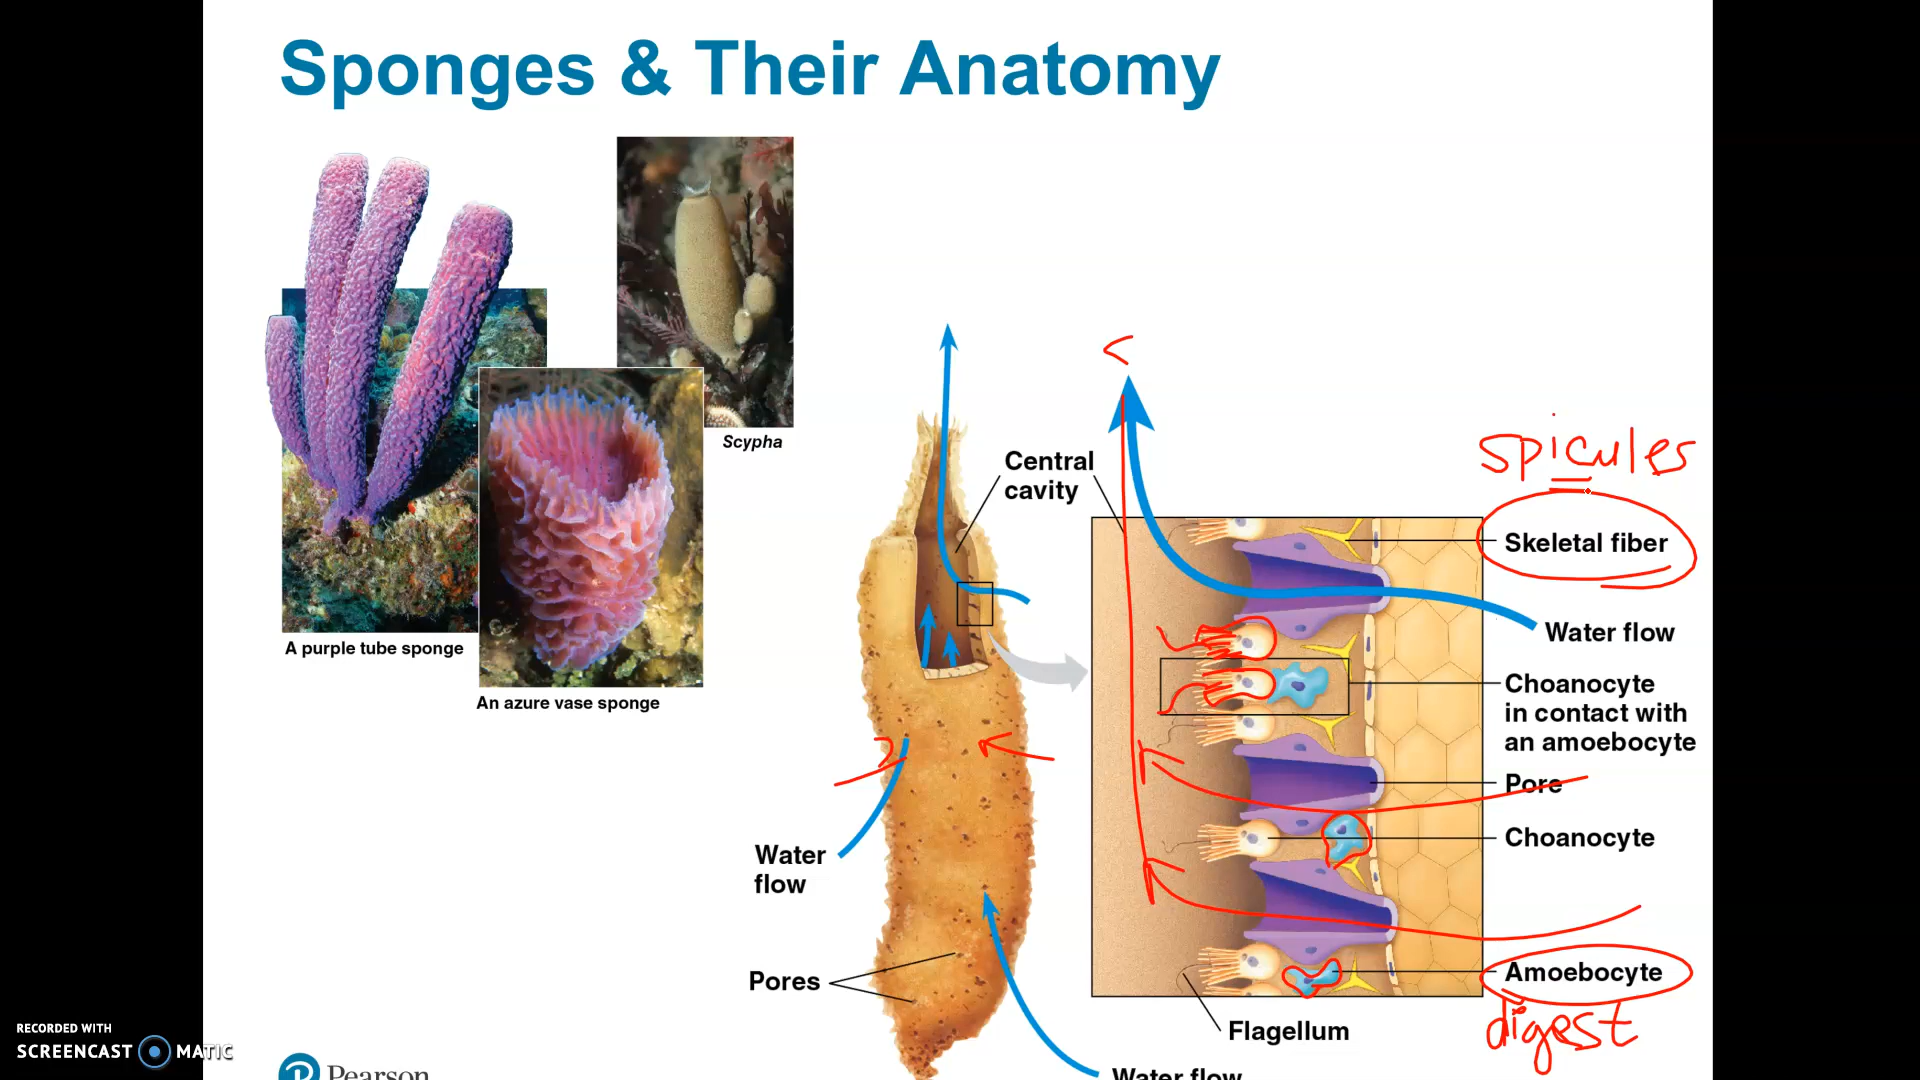 Sponges & Their Anatomy
Scypha
A purple tube sponge
An azure vase sponge
Central
cavity
spicules
Skeletal fiber
Water flow
Choanocyte
in contact with
an amoebocyte
Pore
Choanocyte
Water
flow
Pores
Amoebocyte
digest
Flagellum
Water flow
RECORDED WITH
SCREENCAST MATIC
Pearson